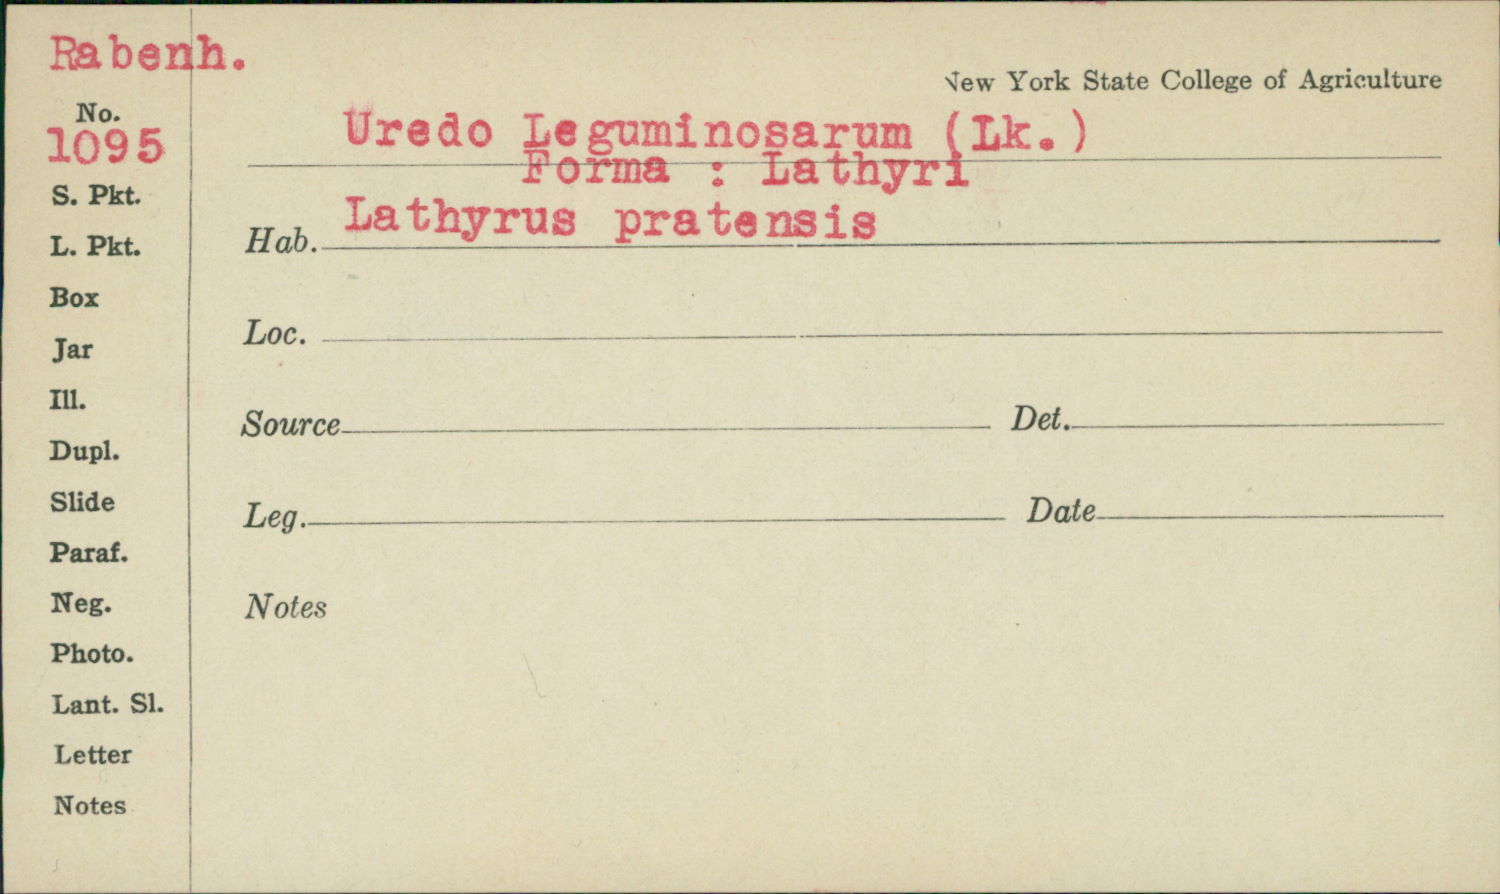 Rabenh.
New York State College of Agriculture
No.
1095
Uredo Leguminosarum (Lk.)
Forma : Lathyri
S. Pkt.
Hab. Lathyrus pratensis
L. Pkt.
Box
Loc.
Jar
Ill.
Source Det.
Dupl.
Slide
Leg. Date
Paraf.
Neg.
Notes
Photo.
Lant. Sl.
Letter
Notes